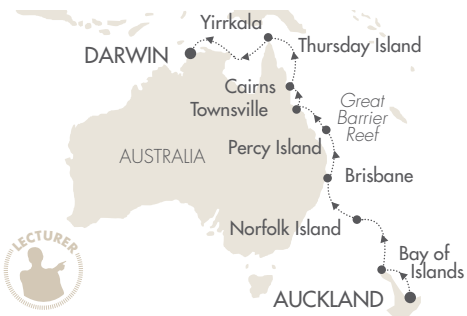 Yirrkala
DARWIN
Thursday Island
Cairns
Townsville
Great
Barrier
Reef
AUSTRALIA
Percy Island
Brisbane
Norfolk Island
LECTURER
Bay of
Islands
AUCKLAND